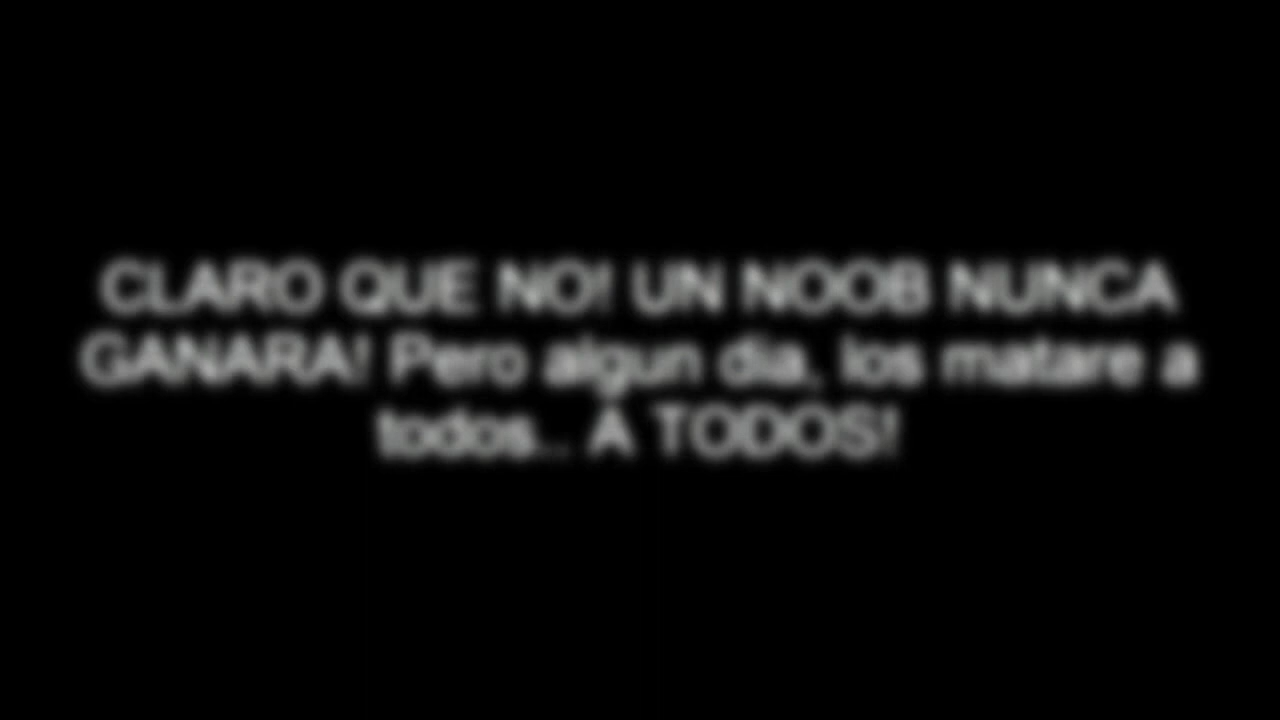 CLARO QUE NO! UN NOOB NUNCA
GANARA! Pero algun dia, los matare a
todos.. A TODOS!